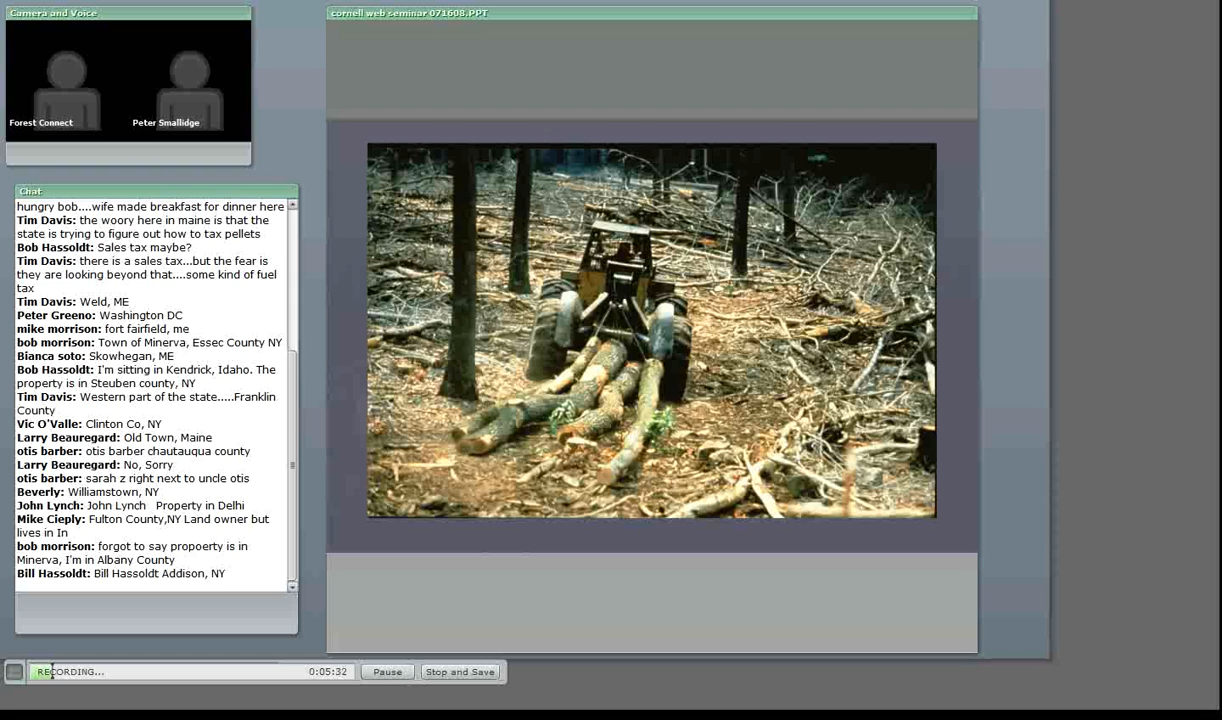 Camera and Voice
Forest Connect
Peter Smallidge
cornell web seminar 071608.PPT
Chat
hungry bob....wife made breakfast for dinner here
Tim Davis: the woory here in maine is that the
state is trying to figure out how to tax pellets
Bob Hassoldt: Sales tax maybe?
Tim Davis: there is a sales tax...but the fear is
they are looking beyond that....some kind of fuel
tax
Tim Davis: Weld, ME
Peter Greeno: Washington DC
mike morrison: fort fairfield, me
bob morrison: Town of Minerva, Essec County NY
Bianca soto: Skowhegan, ME
Bob Hassoldt: I'm sitting in Kendrick, Idaho. The
property is in Steuben county, NY
Tim Davis: Western part of the state.....Franklin
County
Vic O'Valle: Clinton Co, NY
Larry Beauregard: Old Town, Maine
otis barber: otis barber chautauqua county
Larry Beauregard: No, Sorry
otis barber: sarah z right next to uncle otis
Beverly: Williamstown, NY
John Lynch: John Lynch Property in Delhi
Mike Cieply: Fulton County,NY Land owner but
lives in In
bob morrison: forgot to say propoerty is in
Minerva, I'm in Albany County
Bill Hassoldt: Bill Hassoldt Addison, NY
RECORDING...
0:05:32
Pause
Stop and Save